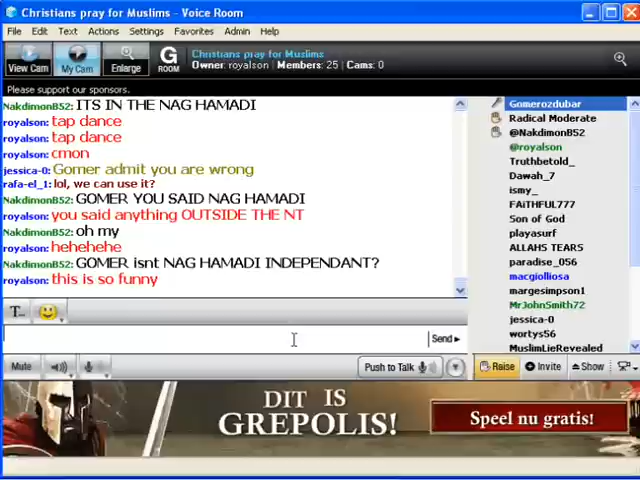 Christians pray for Muslims - Voice Room
File Edit Text Actions Settings Favorites Admin Help
View Cam My Cam Enlarge G ROOM
Christians pray for Muslims
Owner: royalson | Members: 25 | Cams: 0
Please support our sponsors.
NakdimonB52: ITS IN THE NAG HAMADI
royalson: tap dance
royalson: tap dance
royalson: cmon
jessica-0: Gomer admit you are wrong
rafa-el_1: lol, we can use it?
NakdimonB52: GOMER YOU SAID NAG HAMADI
royalson: you said anything OUTSIDE THE NT
NakdimonB52: oh my
royalson: hehehehe
NakdimonB52: GOMER isnt NAG HAMADI INDEPENDANT?
royalson: this is so funny
Gomerozdubar
Radical Moderate
@NakdimonB52
@royalson
Truthbetold_
Dawah_7
ismy_
FAiTHFUL777
Son of God
playasurf
ALLAHS TEARS
paradise_056
macgiolliosa
margesimpson1
MrJohnSmith72
jessica-0
wortys56
MuslimLieRevealed
T...
Send
Mute
Push to Talk
Raise Invite Show
DIT IS
GREPOLIS!
Speel nu gratis!